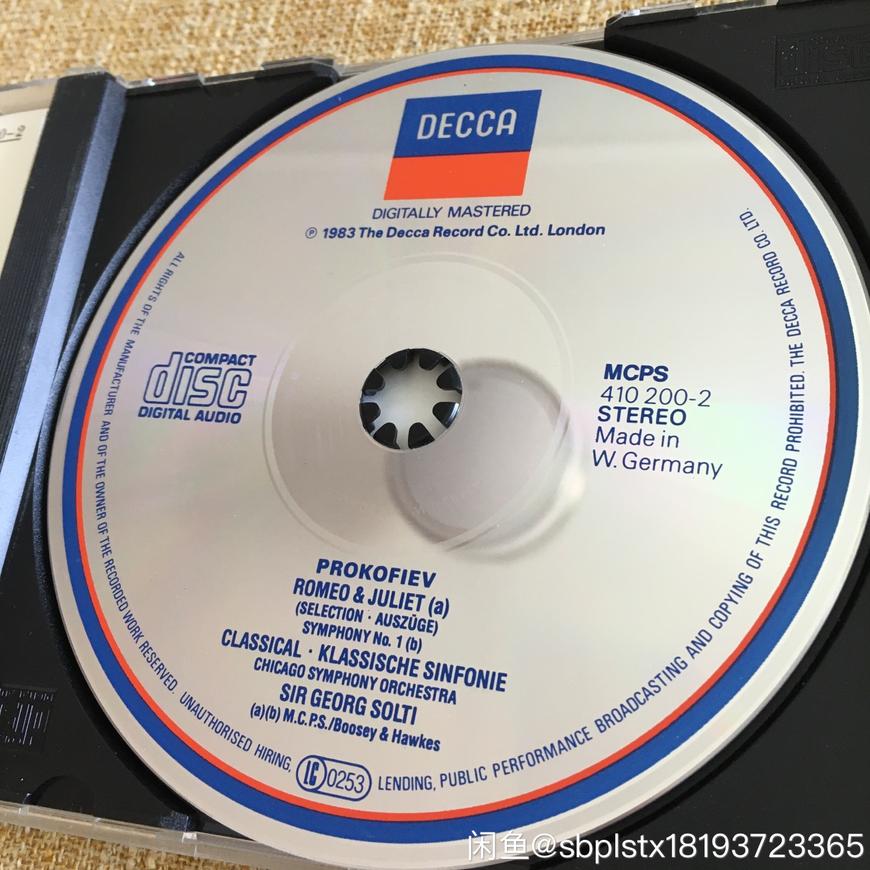 DECCA
DIGITALLY MASTERED
℗ 1983 The Decca Record Co. Ltd. London
COMPACT
disc
DIGITAL AUDIO
MCPS
410 200-2
STEREO
Made in
W. Germany
PROKOFIEV
ROMEO & JULIET (a)
(SELECTION · AUSZÜGE)
SYMPHONY No. 1 (b)
CLASSICAL · KLASSISCHE SINFONIE
CHICAGO SYMPHONY ORCHESTRA
SIR GEORG SOLTI
(a)(b) M.C.P.S./Boosey & Hawkes
ALL RIGHTS OF THE MANUFACTURER AND OF THE OWNER OF THE RECORDED WORK RESERVED. UNAUTHORISED HIRING, LENDING, PUBLIC PERFORMANCE BROADCASTING AND COPYING OF THIS RECORD PROHIBITED. THE DECCA RECORD CO. LTD.
LC 0253
disc
闲鱼@sbplstx18193723365